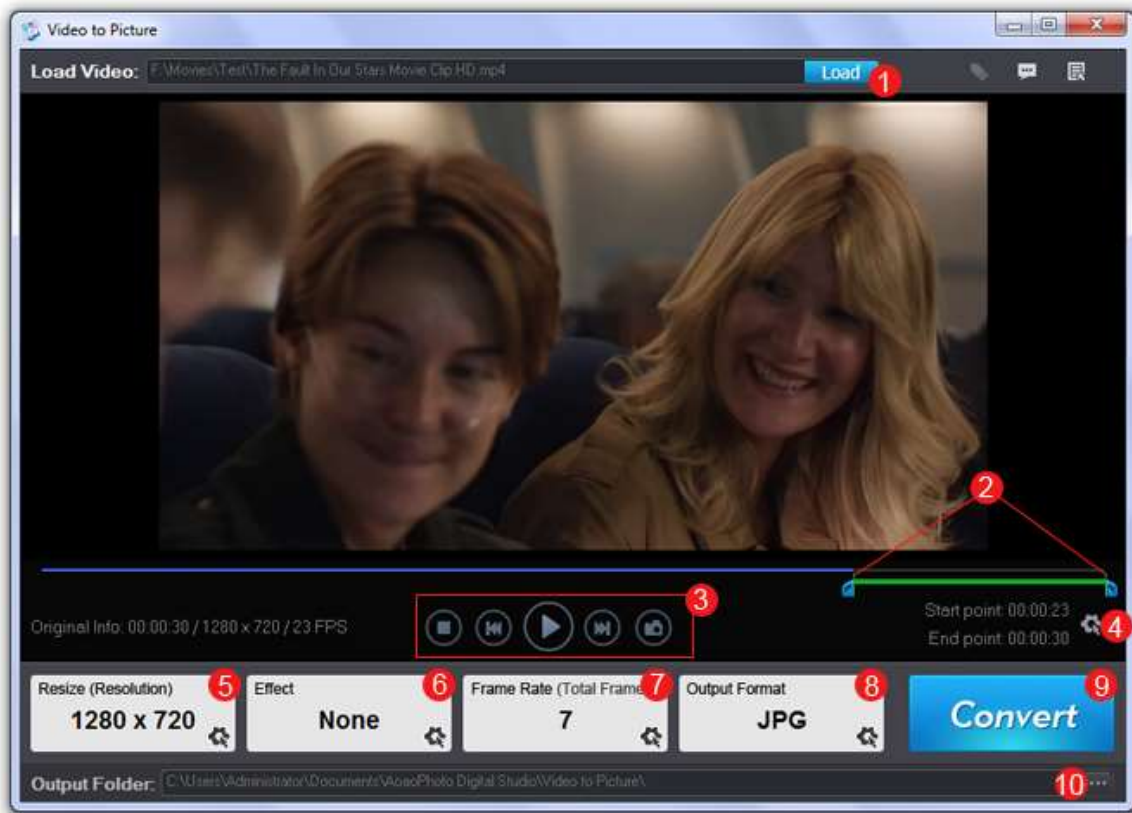 Video to Picture
Load Video: F:\Movies\Test\The Fault In Our Stars Movie Clip HD.mp4 Load 1
2
3
Original Info: 00:00:30 / 1280 x 720 / 23 FPS
Start point: 00:00:23
End point: 00:00:30
4
Resize (Resolution) 5
1280 x 720
Effect 6
None
Frame Rate (Total Frame 7
7
Output Format 8
JPG
Convert 9
Output Folder: C:\Users\Administrator\Documents\AoaoPhoto Digital Studio\Video to Picture\ 10 ...